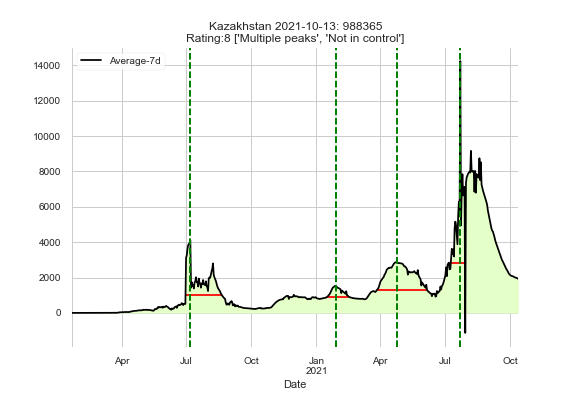 Kazakhstan 2021-10-13: 988365
Rating:8 ['Multiple peaks', 'Not in control']
Average-7d
14000
12000
10000
8000
6000
4000
2000
0
Apr Jul Oct Jan Apr Jul Oct
2021
Date